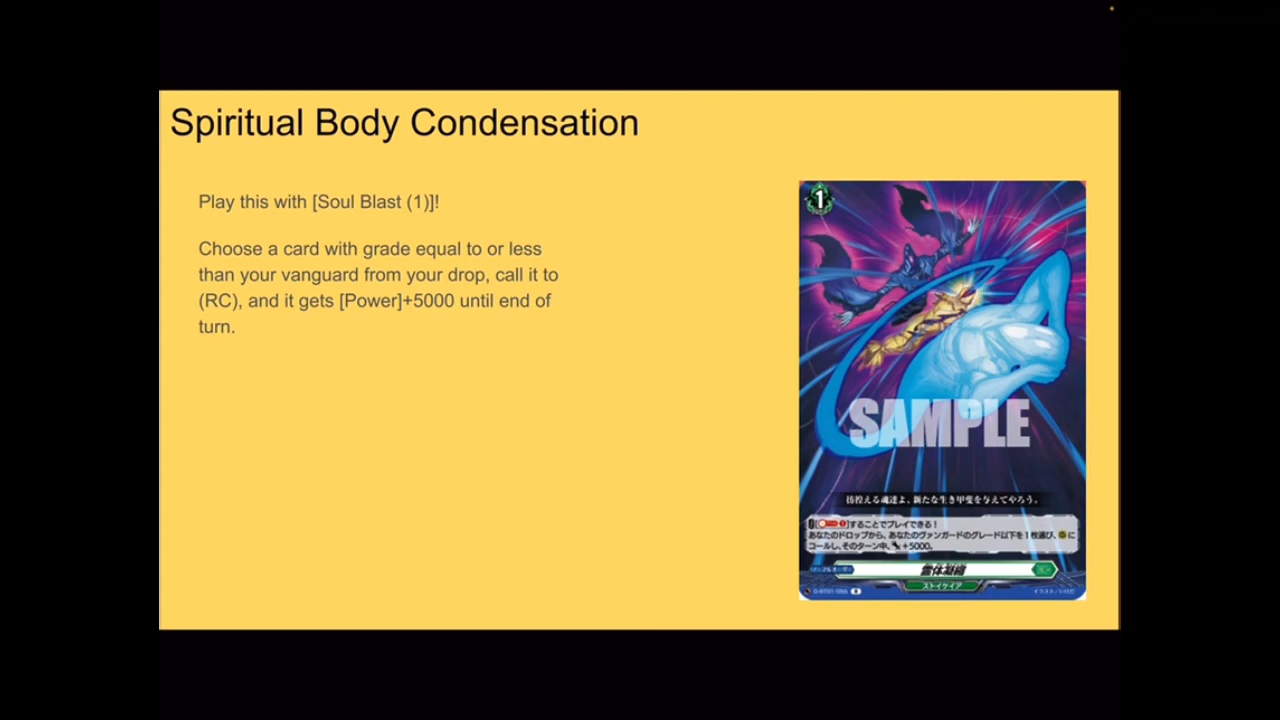 Spiritual Body Condensation
Play this with [Soul Blast (1)]!
Choose a card with grade equal to or less
than your vanguard from your drop, call it to
(RC), and it gets [Power]+5000 until end of
turn.
1
SAMPLE
彷徨える魂達よ、新たな生き甲斐を与えてやろう。
することでプレイできる!
あなたのドロップから、あなたのヴァンガードのグレード以下を1枚選び、に
コールし、そのターン中、+5000。
霊体凝縮
ストイケイア